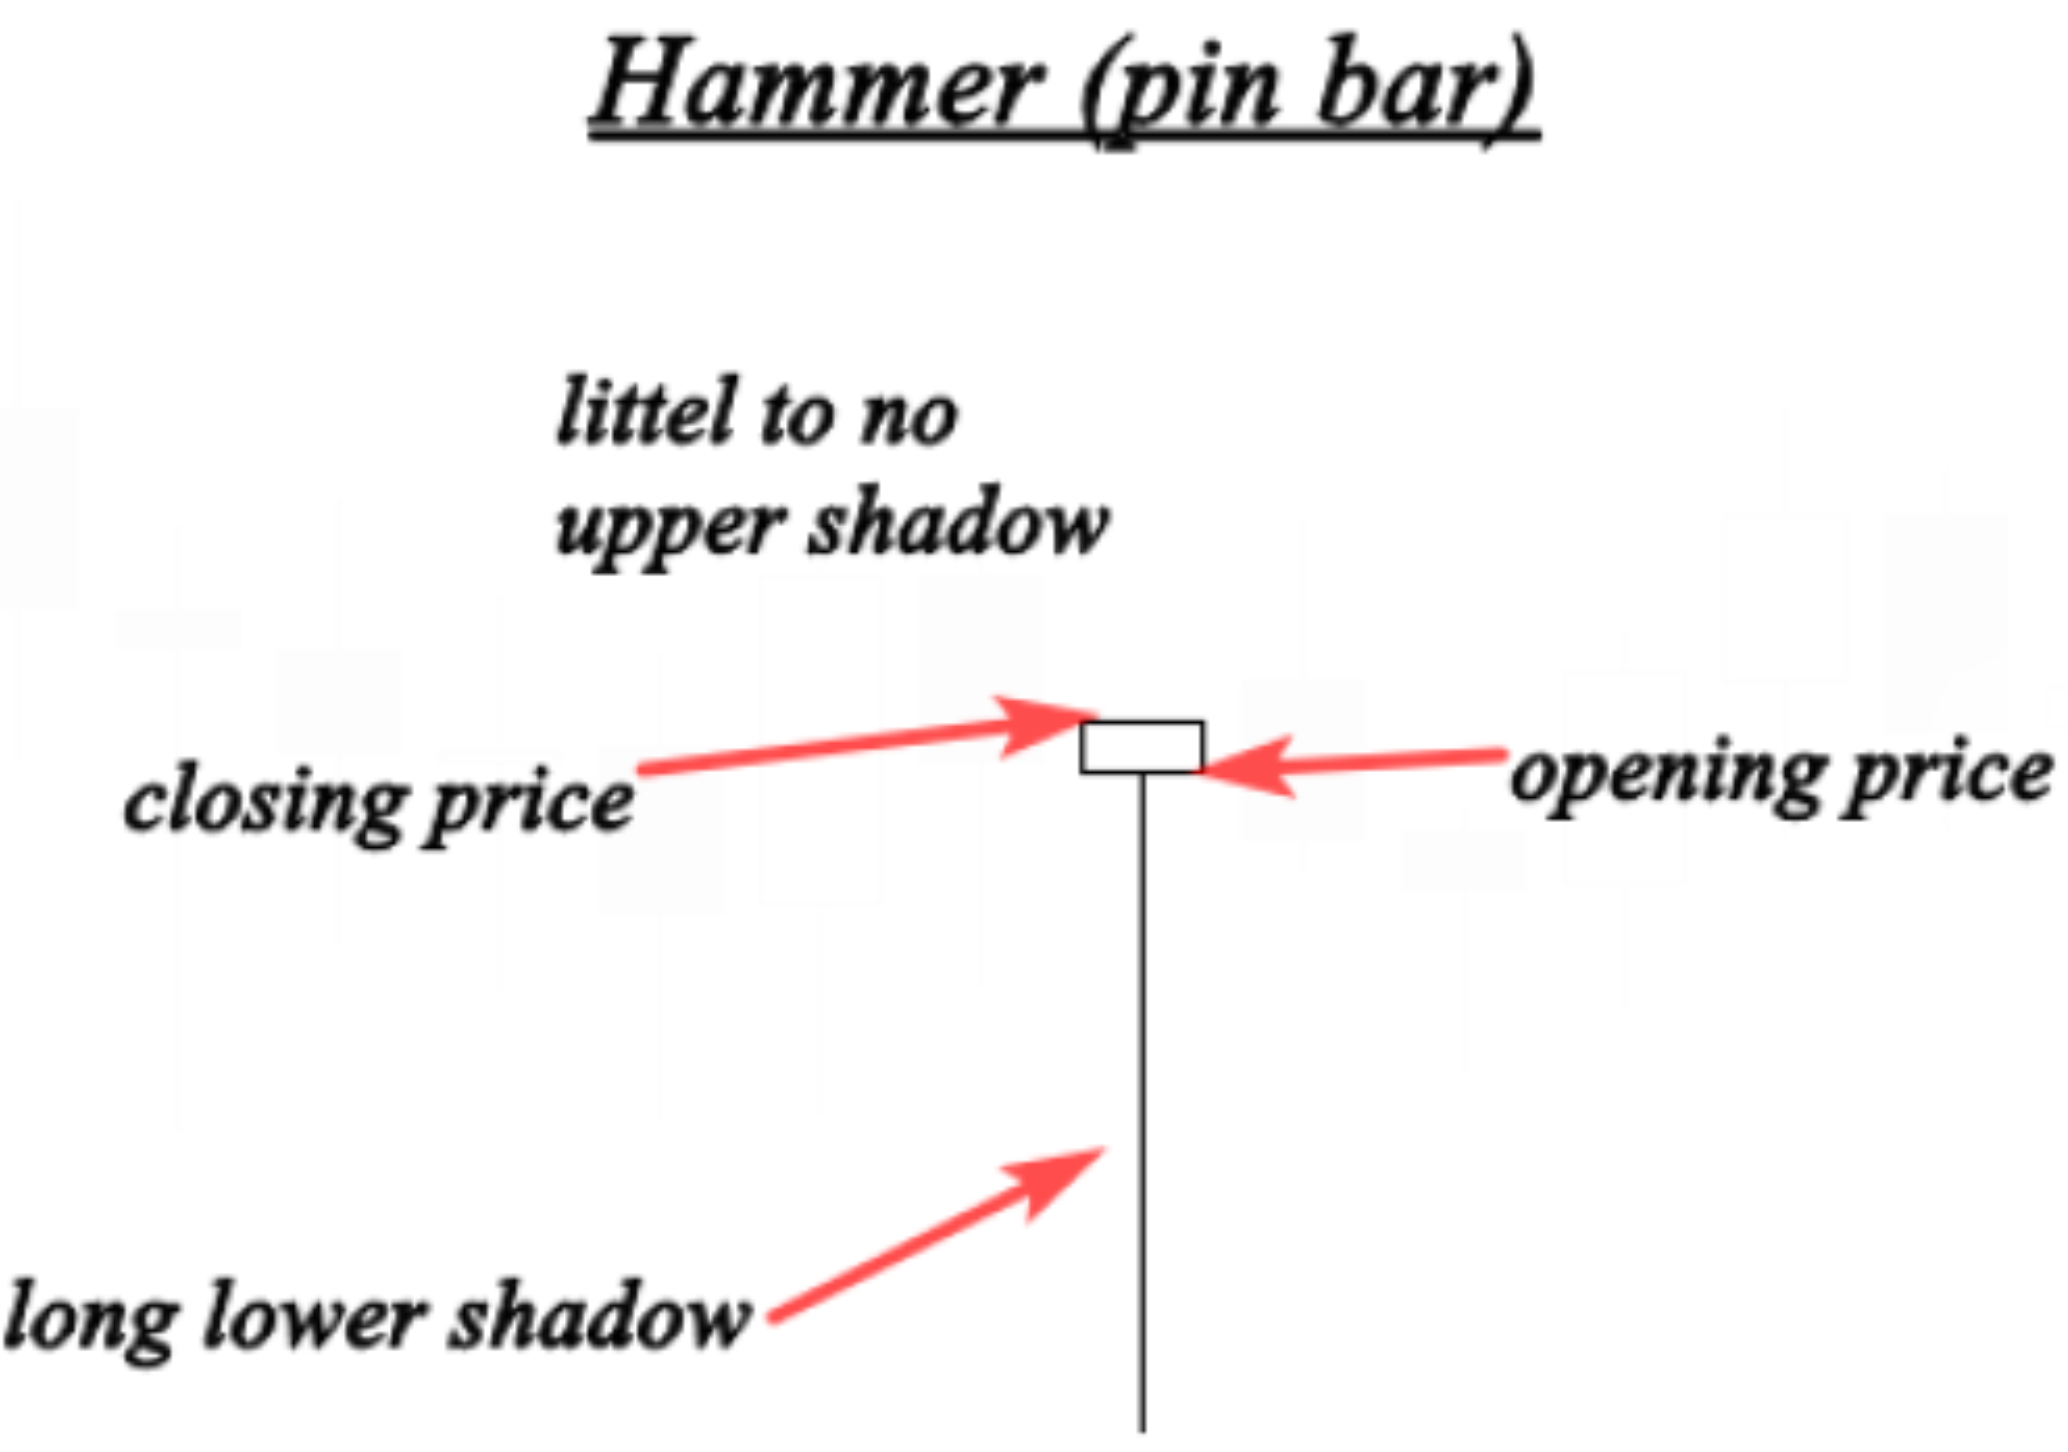 Hammer (pin bar)
littel to no
upper shadow
closing price
opening price
long lower shadow